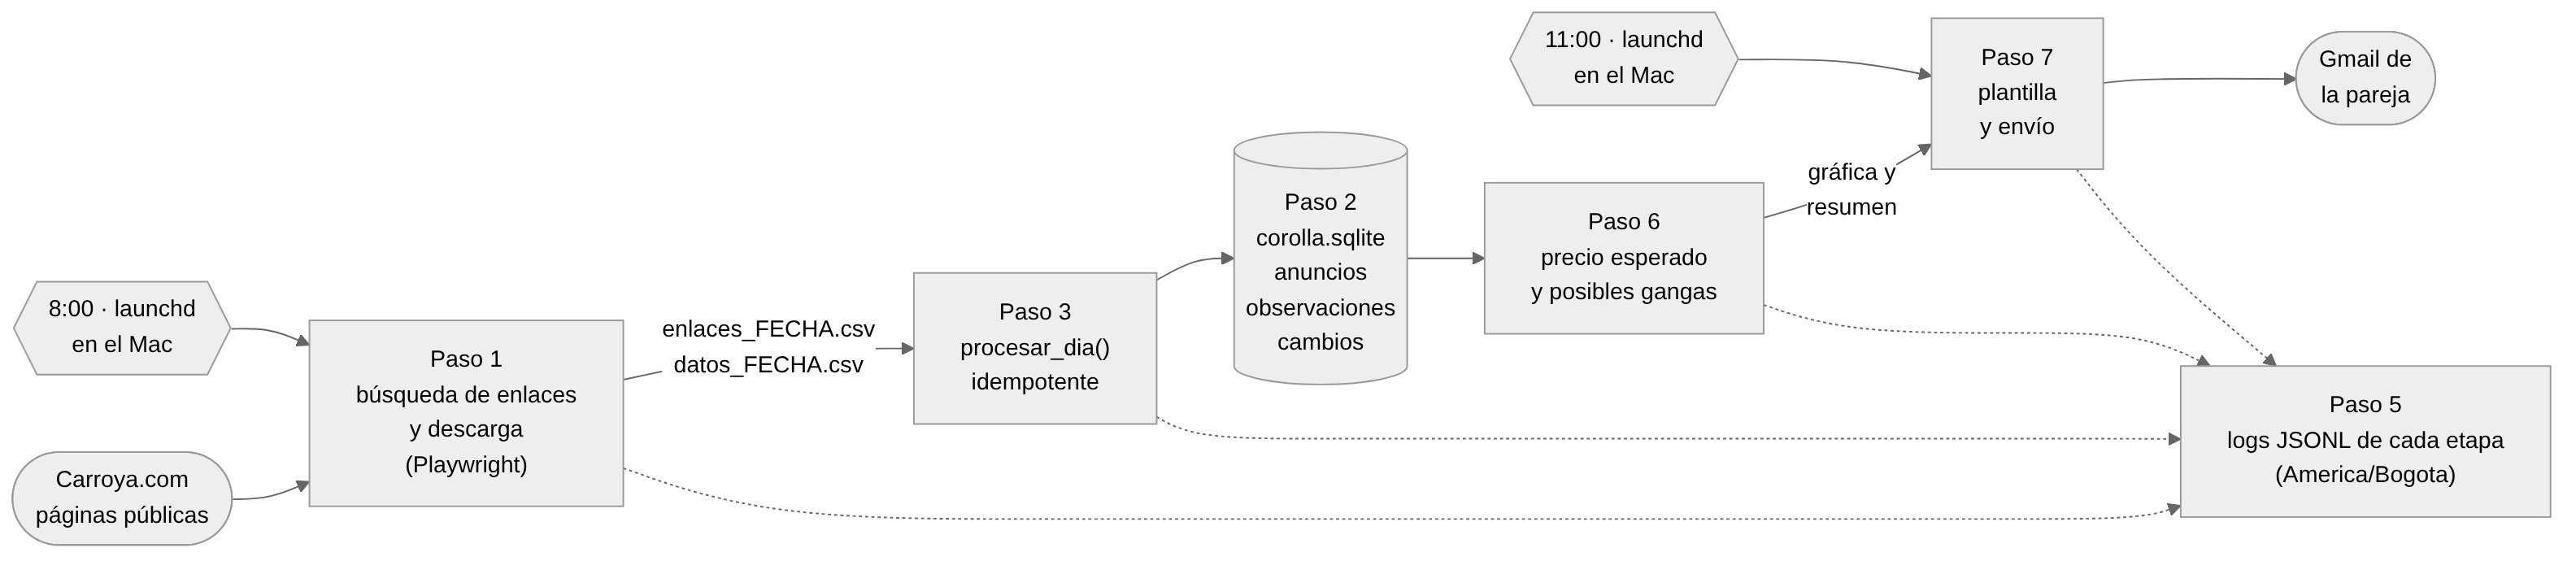 8:00 · launchd
en el Mac
Carroya.com
páginas públicas
Paso 1
búsqueda de enlaces
y descarga
(Playwright)
enlaces_FECHA.csv
datos_FECHA.csv
Paso 3
procesar_dia()
idempotente
Paso 2
corolla.sqlite
anuncios
observaciones
cambios
Paso 6
precio esperado
y posibles gangas
11:00 · launchd
en el Mac
gráfica y
resumen
Paso 7
plantilla
y envío
Gmail de
la pareja
Paso 5
logs JSONL de cada etapa
(America/Bogota)